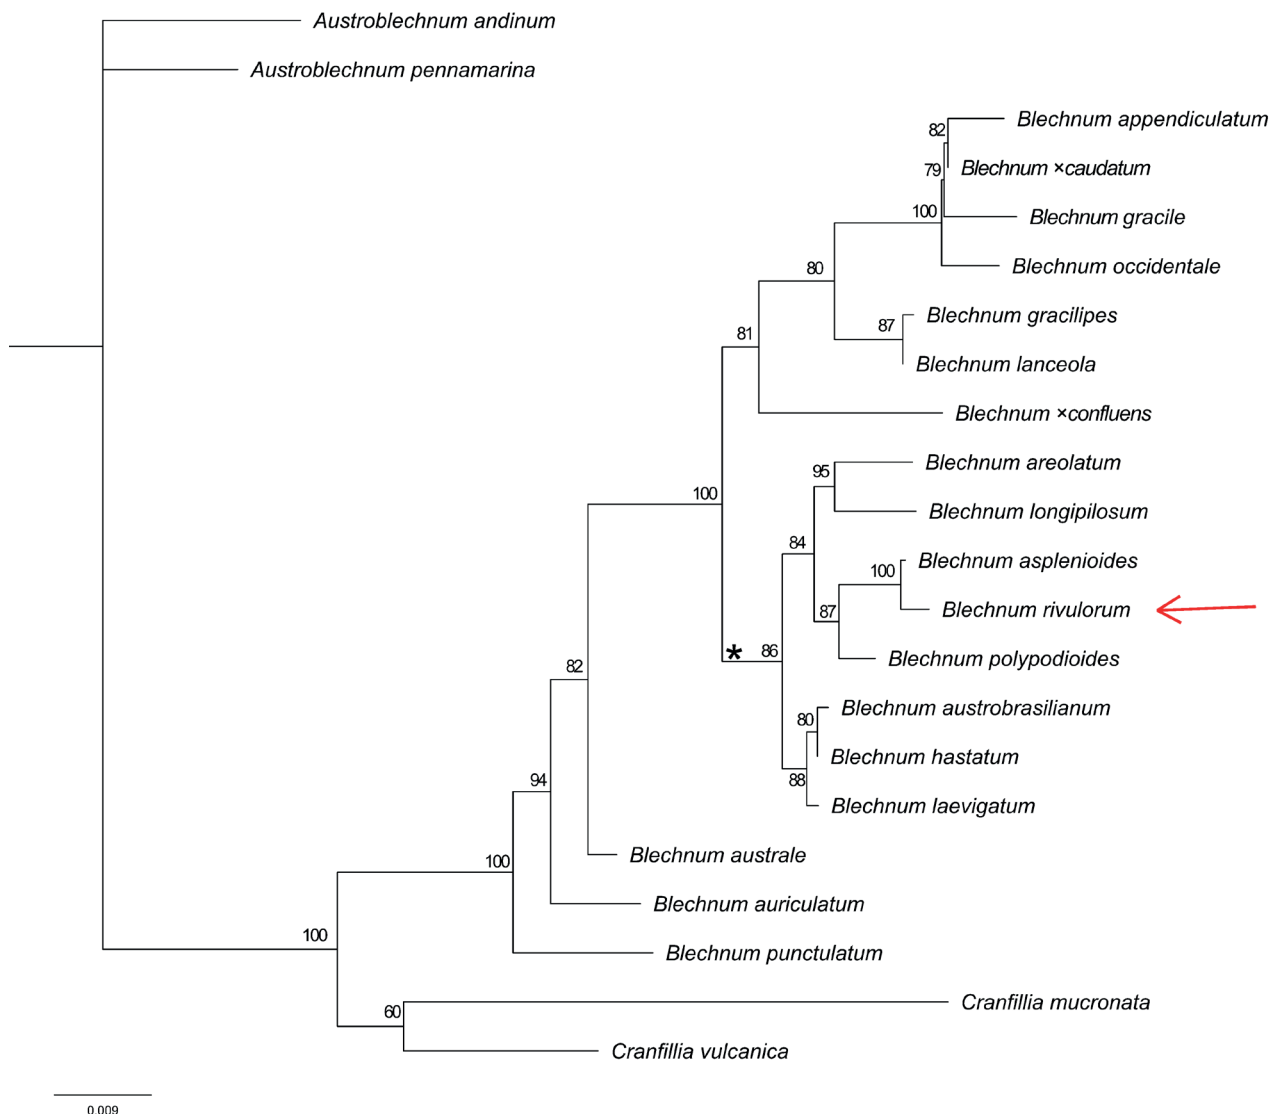 Austroblechnum andinum
Austroblechnum pennamarina
Blechnum appendiculatum
82
Blechnum ×caudatum
79
Blechnum gracile
100
Blechnum occidentale
80
Blechnum gracilipes
87
Blechnum lanceola
81
Blechnum ×confluens
Blechnum areolatum
95
Blechnum longipilosum
100
84
Blechnum asplenioides
100
Blechnum rivulorum
87
Blechnum polypodioides
*
86
82
Blechnum austrobrasilianum
80
Blechnum hastatum
94
88
Blechnum laevigatum
Blechnum australe
100
Blechnum auriculatum
100
Blechnum punctulatum
Cranfillia mucronata
60
Cranfillia vulcanica
0.009